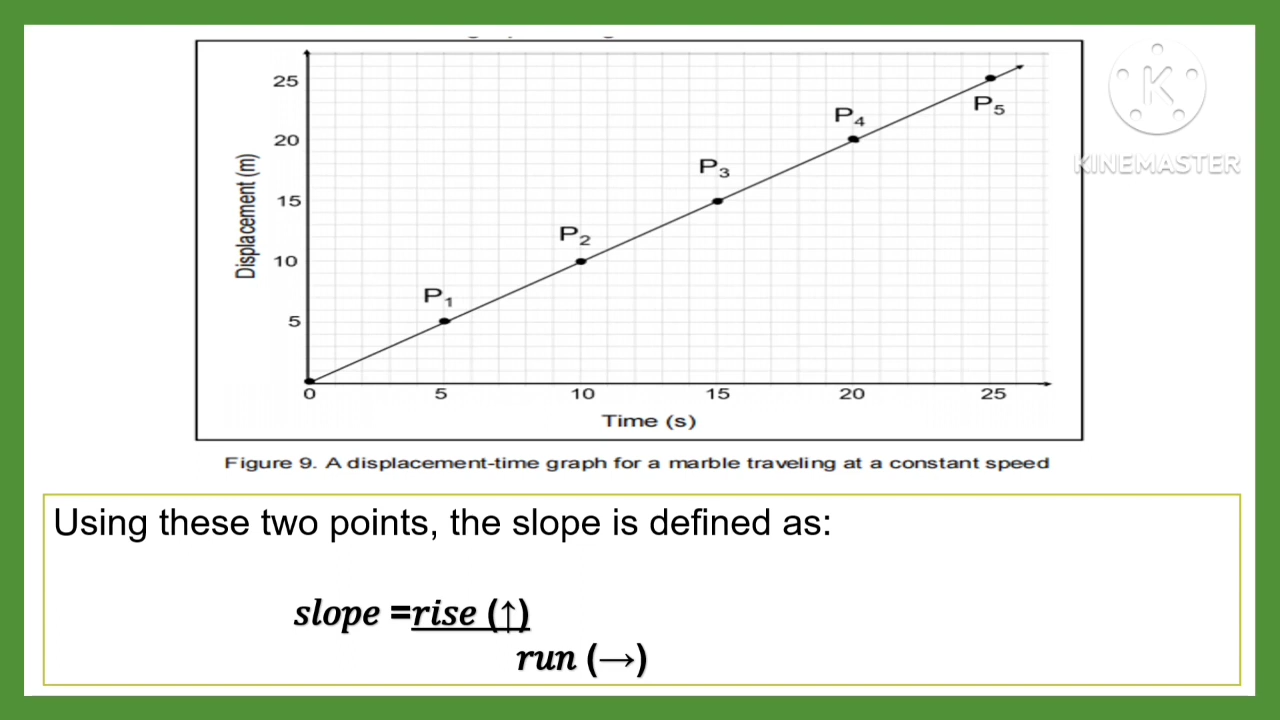 25
20
15
10
5
Displacement (m)
P1
P2
P3
P4
P5
0 5 10 15 20 25
Time (s)
K
KINEMASTER
Figure 9. A displacement-time graph for a marble traveling at a constant speed
Using these two points, the slope is defined as:
slope =rise (↑)
run (→)